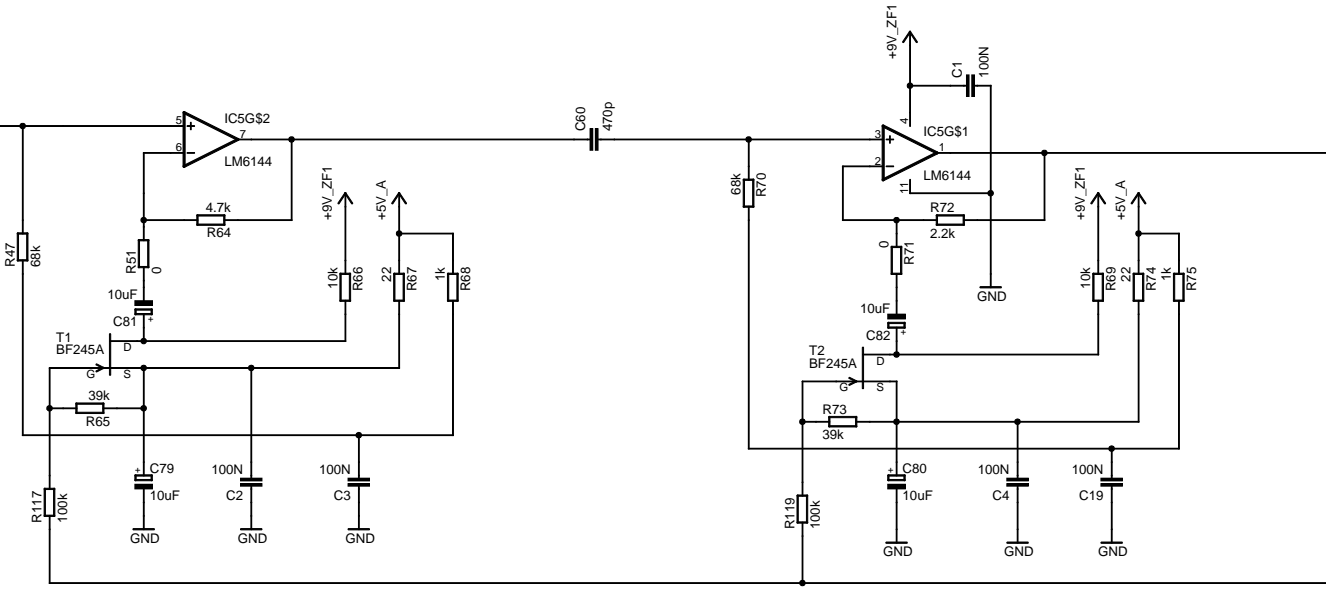 +9V_ZF1
C1
100N
4
IC5G$2
5
+
7
6
–
LM6144
C60
470p
IC5G$1
3
+
1
2
–
LM6144
11
68k
R70
4.7k
R64
+9V_ZF1
+5V_A
R72
2.2k
+9V_ZF1
+5V_A
R47
68k
R51
0
10k
R66
22
R67
1k
R68
0
R71
10k
R69
22
R74
1k
R75
GND
10uF
C81
+
10uF
C82
+
T1
BF245A
D
G
S
T2
BF245A
D
G
S
39k
R65
R73
39k
+
C79
10uF
100N
C2
100N
C3
+
C80
10uF
100N
C4
100N
C19
R117
100k
R119
100k
GND
GND
GND
GND
GND
GND